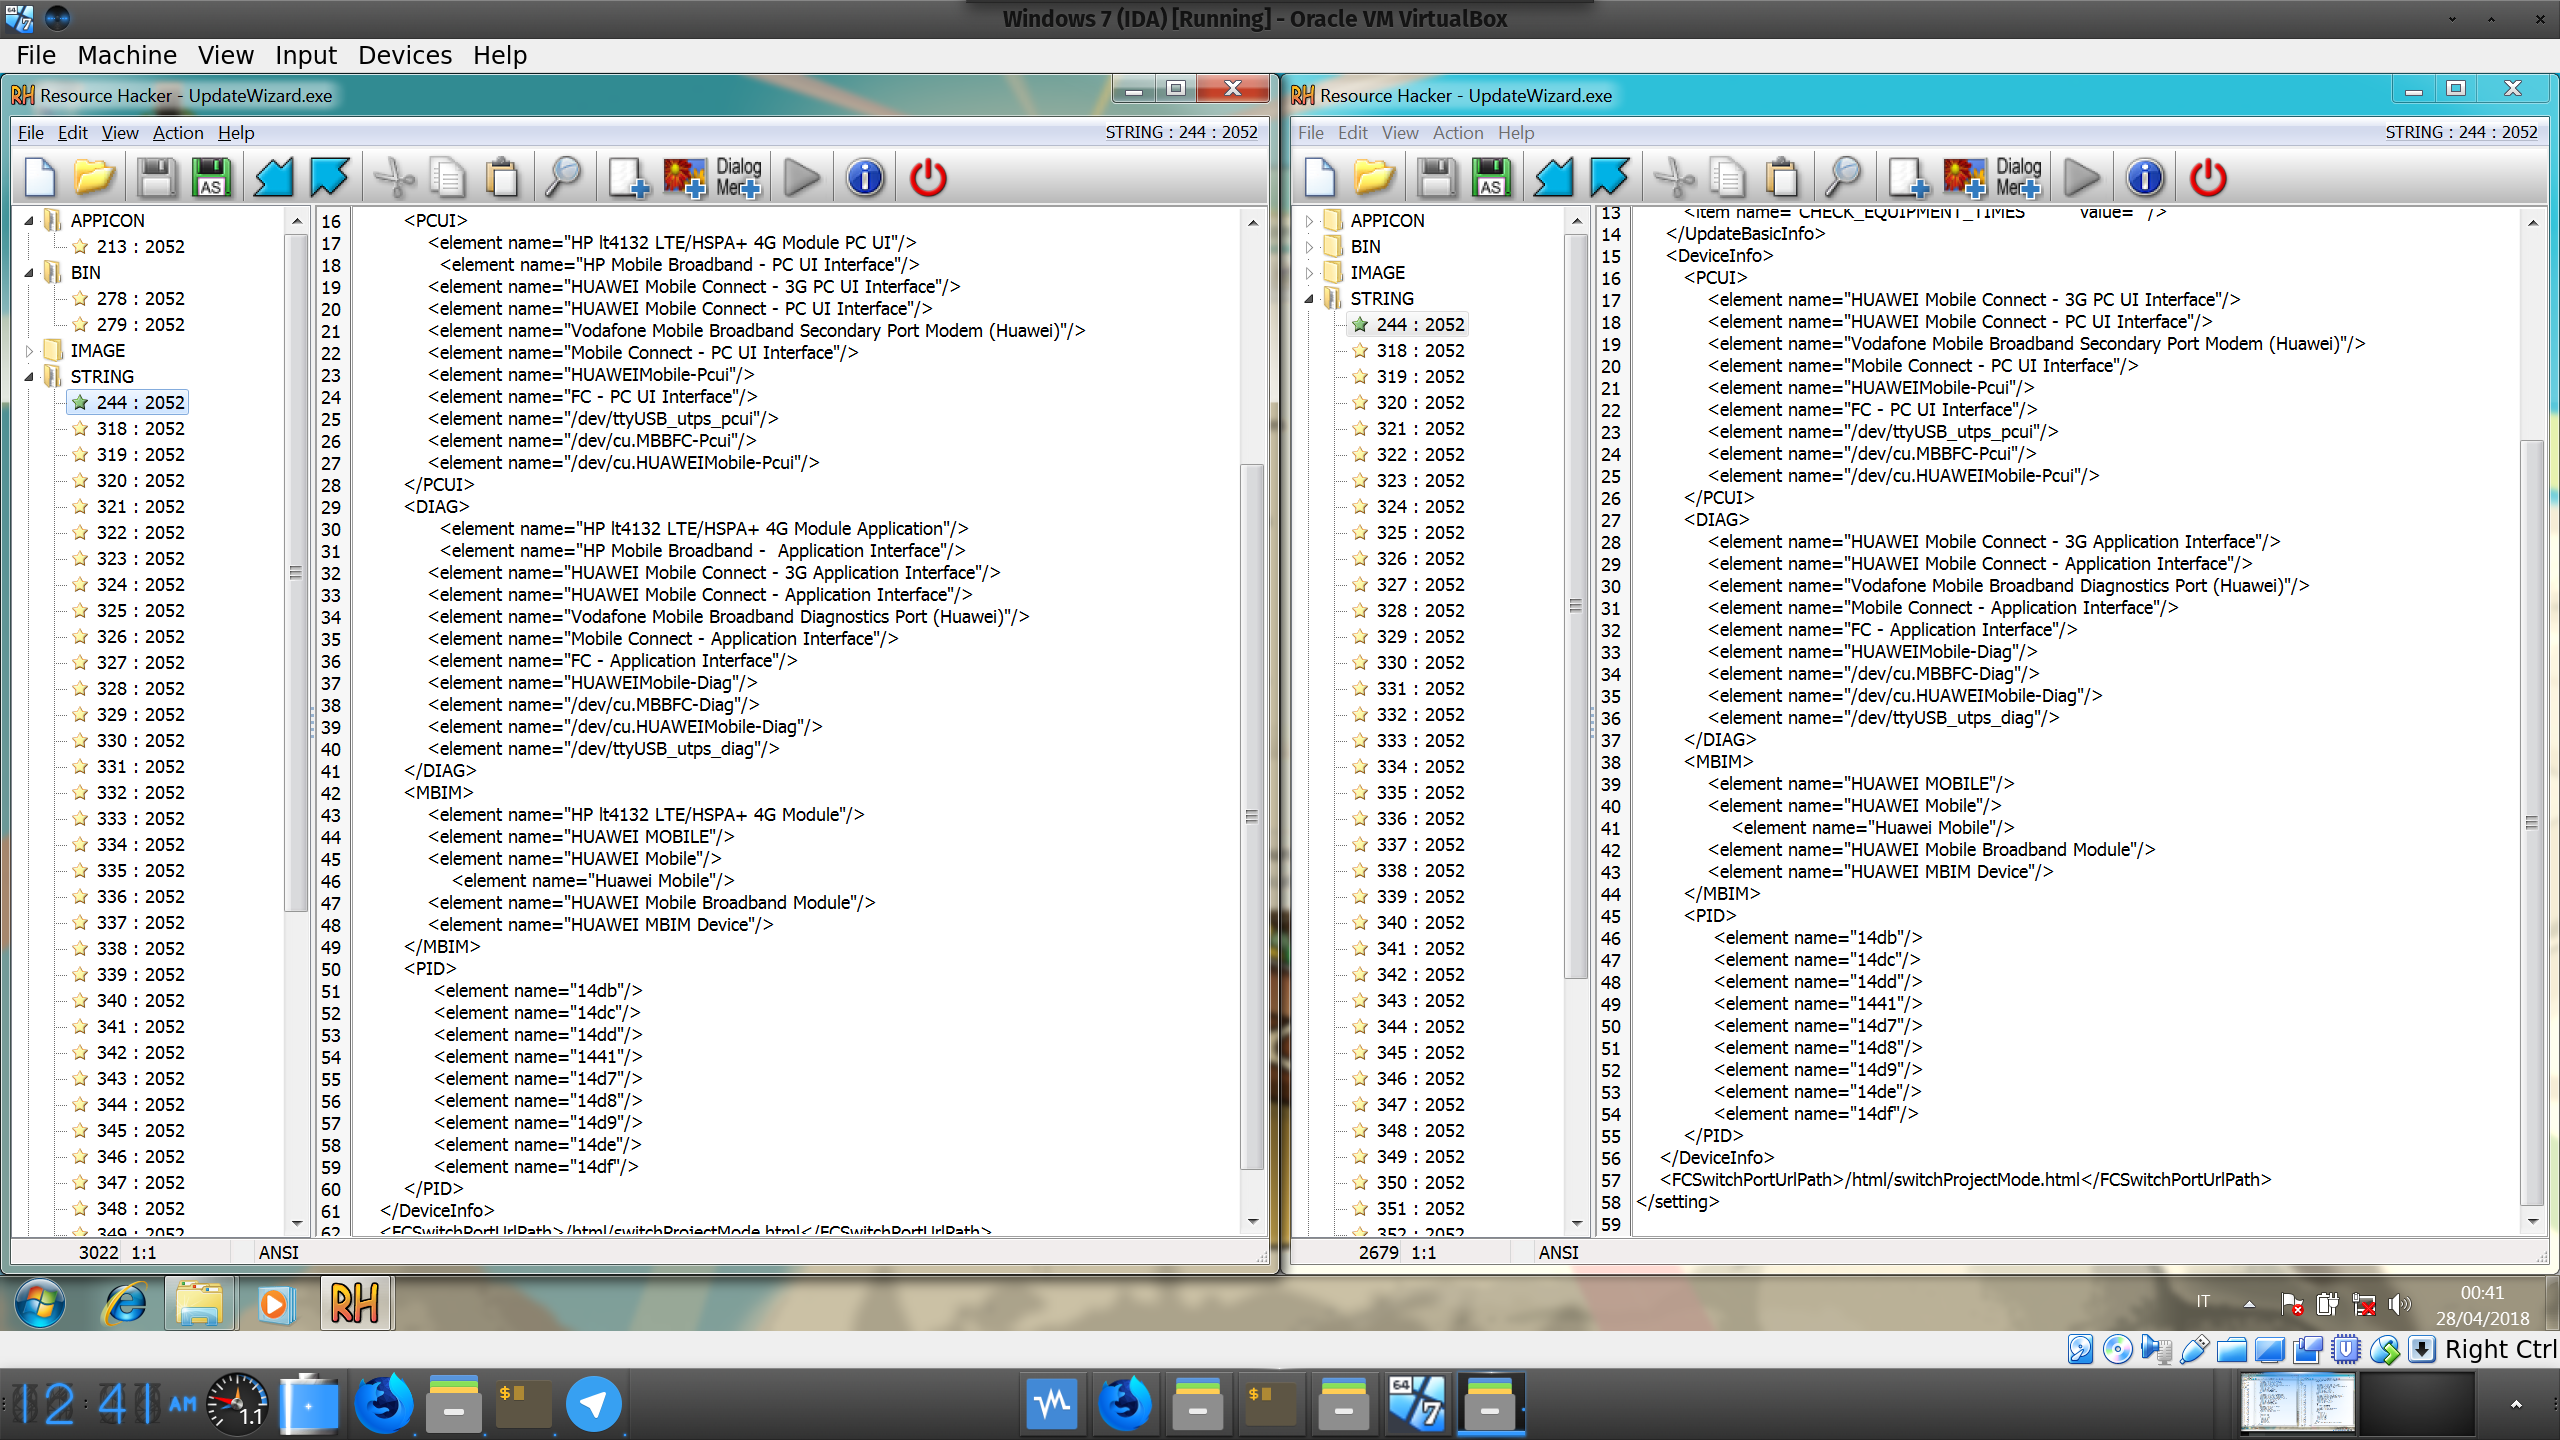 Windows 7 (IDA) [Running] - Oracle VM VirtualBox
File Machine View Input Devices Help
RH Resource Hacker - UpdateWizard.exe
File Edit View Action Help STRING : 244 : 2052
AS
Dialog
Mer
APPICON
213 : 2052
BIN
278 : 2052
279 : 2052
IMAGE
STRING
244 : 2052
318 : 2052
319 : 2052
320 : 2052
321 : 2052
322 : 2052
323 : 2052
324 : 2052
325 : 2052
326 : 2052
327 : 2052
328 : 2052
329 : 2052
330 : 2052
331 : 2052
332 : 2052
333 : 2052
334 : 2052
335 : 2052
336 : 2052
337 : 2052
338 : 2052
339 : 2052
340 : 2052
341 : 2052
342 : 2052
343 : 2052
344 : 2052
345 : 2052
346 : 2052
347 : 2052
348 : 2052
349 : 2052
16 <PCUI>
17 <element name="HP lt4132 LTE/HSPA+ 4G Module PC UI"/>
18 <element name="HP Mobile Broadband - PC UI Interface"/>
19 <element name="HUAWEI Mobile Connect - 3G PC UI Interface"/>
20 <element name="HUAWEI Mobile Connect - PC UI Interface"/>
21 <element name="Vodafone Mobile Broadband Secondary Port Modem (Huawei)"/>
22 <element name="Mobile Connect - PC UI Interface"/>
23 <element name="HUAWEIMobile-Pcui"/>
24 <element name="FC - PC UI Interface"/>
25 <element name="/dev/ttyUSB_utps_pcui"/>
26 <element name="/dev/cu.MBBFC-Pcui"/>
27 <element name="/dev/cu.HUAWEIMobile-Pcui"/>
28 </PCUI>
29 <DIAG>
30 <element name="HP lt4132 LTE/HSPA+ 4G Module Application"/>
31 <element name="HP Mobile Broadband -  Application Interface"/>
32 <element name="HUAWEI Mobile Connect - 3G Application Interface"/>
33 <element name="HUAWEI Mobile Connect - Application Interface"/>
34 <element name="Vodafone Mobile Broadband Diagnostics Port (Huawei)"/>
35 <element name="Mobile Connect - Application Interface"/>
36 <element name="FC - Application Interface"/>
37 <element name="HUAWEIMobile-Diag"/>
38 <element name="/dev/cu.MBBFC-Diag"/>
39 <element name="/dev/cu.HUAWEIMobile-Diag"/>
40 <element name="/dev/ttyUSB_utps_diag"/>
41 </DIAG>
42 <MBIM>
43 <element name="HP lt4132 LTE/HSPA+ 4G Module"/>
44 <element name="HUAWEI MOBILE"/>
45 <element name="HUAWEI Mobile"/>
46 <element name="Huawei Mobile"/>
47 <element name="HUAWEI Mobile Broadband Module"/>
48 <element name="HUAWEI MBIM Device"/>
49 </MBIM>
50 <PID>
51 <element name="14db"/>
52 <element name="14dc"/>
53 <element name="14dd"/>
54 <element name="1441"/>
55 <element name="14d7"/>
56 <element name="14d8"/>
57 <element name="14d9"/>
58 <element name="14de"/>
59 <element name="14df"/>
60 </PID>
61 </DeviceInfo>
62 <FCSwitchPortUrlPath>/html/switchProjectMode.html</FCSwitchPortUrlPath>
3022 1:1 ANSI
RH Resource Hacker - UpdateWizard.exe
File Edit View Action Help STRING : 244 : 2052
AS
Dialog
Mer
APPICON
BIN
IMAGE
STRING
244 : 2052
318 : 2052
319 : 2052
320 : 2052
321 : 2052
322 : 2052
323 : 2052
324 : 2052
325 : 2052
326 : 2052
327 : 2052
328 : 2052
329 : 2052
330 : 2052
331 : 2052
332 : 2052
333 : 2052
334 : 2052
335 : 2052
336 : 2052
337 : 2052
338 : 2052
339 : 2052
340 : 2052
341 : 2052
342 : 2052
343 : 2052
344 : 2052
345 : 2052
346 : 2052
347 : 2052
348 : 2052
349 : 2052
350 : 2052
351 : 2052
352 : 2052
13 <item name="CHECK_EQUIPMENT_TIMES" value=""/>
14 </UpdateBasicInfo>
15 <DeviceInfo>
16 <PCUI>
17 <element name="HUAWEI Mobile Connect - 3G PC UI Interface"/>
18 <element name="HUAWEI Mobile Connect - PC UI Interface"/>
19 <element name="Vodafone Mobile Broadband Secondary Port Modem (Huawei)"/>
20 <element name="Mobile Connect - PC UI Interface"/>
21 <element name="HUAWEIMobile-Pcui"/>
22 <element name="FC - PC UI Interface"/>
23 <element name="/dev/ttyUSB_utps_pcui"/>
24 <element name="/dev/cu.MBBFC-Pcui"/>
25 <element name="/dev/cu.HUAWEIMobile-Pcui"/>
26 </PCUI>
27 <DIAG>
28 <element name="HUAWEI Mobile Connect - 3G Application Interface"/>
29 <element name="HUAWEI Mobile Connect - Application Interface"/>
30 <element name="Vodafone Mobile Broadband Diagnostics Port (Huawei)"/>
31 <element name="Mobile Connect - Application Interface"/>
32 <element name="FC - Application Interface"/>
33 <element name="HUAWEIMobile-Diag"/>
34 <element name="/dev/cu.MBBFC-Diag"/>
35 <element name="/dev/cu.HUAWEIMobile-Diag"/>
36 <element name="/dev/ttyUSB_utps_diag"/>
37 </DIAG>
38 <MBIM>
39 <element name="HUAWEI MOBILE"/>
40 <element name="HUAWEI Mobile"/>
41 <element name="Huawei Mobile"/>
42 <element name="HUAWEI Mobile Broadband Module"/>
43 <element name="HUAWEI MBIM Device"/>
44 </MBIM>
45 <PID>
46 <element name="14db"/>
47 <element name="14dc"/>
48 <element name="14dd"/>
49 <element name="1441"/>
50 <element name="14d7"/>
51 <element name="14d8"/>
52 <element name="14d9"/>
53 <element name="14de"/>
54 <element name="14df"/>
55 </PID>
56 </DeviceInfo>
57 <FCSwitchPortUrlPath>/html/switchProjectMode.html</FCSwitchPortUrlPath>
58 </setting>
59
2679 1:1 ANSI
RH
IT
00:41
28/04/2018
Right Ctrl
12:41 AM
1.1
$
$
64
7